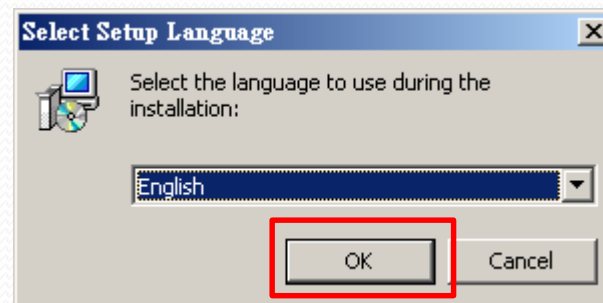 Select Setup Language
Select the language to use during the
installation:
English
OK
Cancel